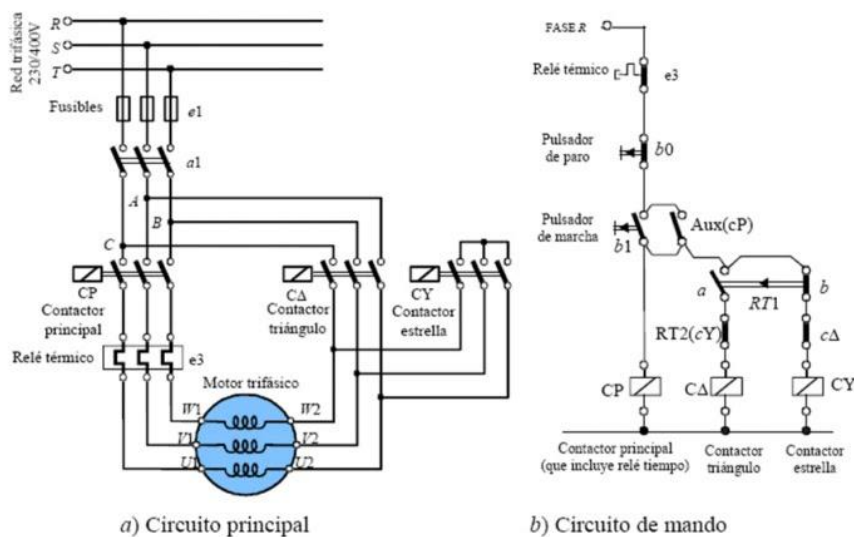 Red trifásica
230/400V
R
S
T
Fusibles
e1
a1
A
B
C
CP
Contactor
principal
CΔ
Contactor
triángulo
CY
Contactor
estrella
Relé térmico
e3
Motor trifásico
W1
W2
V1
V2
U1
U2
a) Circuito principal
FASE R
Relé térmico
e3
Pulsador
de paro
b0
Pulsador
de marcha
b1
Aux(cP)
a
RT1
b
RT2(cY)
cΔ
CP
CΔ
CY
Contactor principal
(que incluye relé tiempo)
Contactor
triángulo
Contactor
estrella
b) Circuito de mando